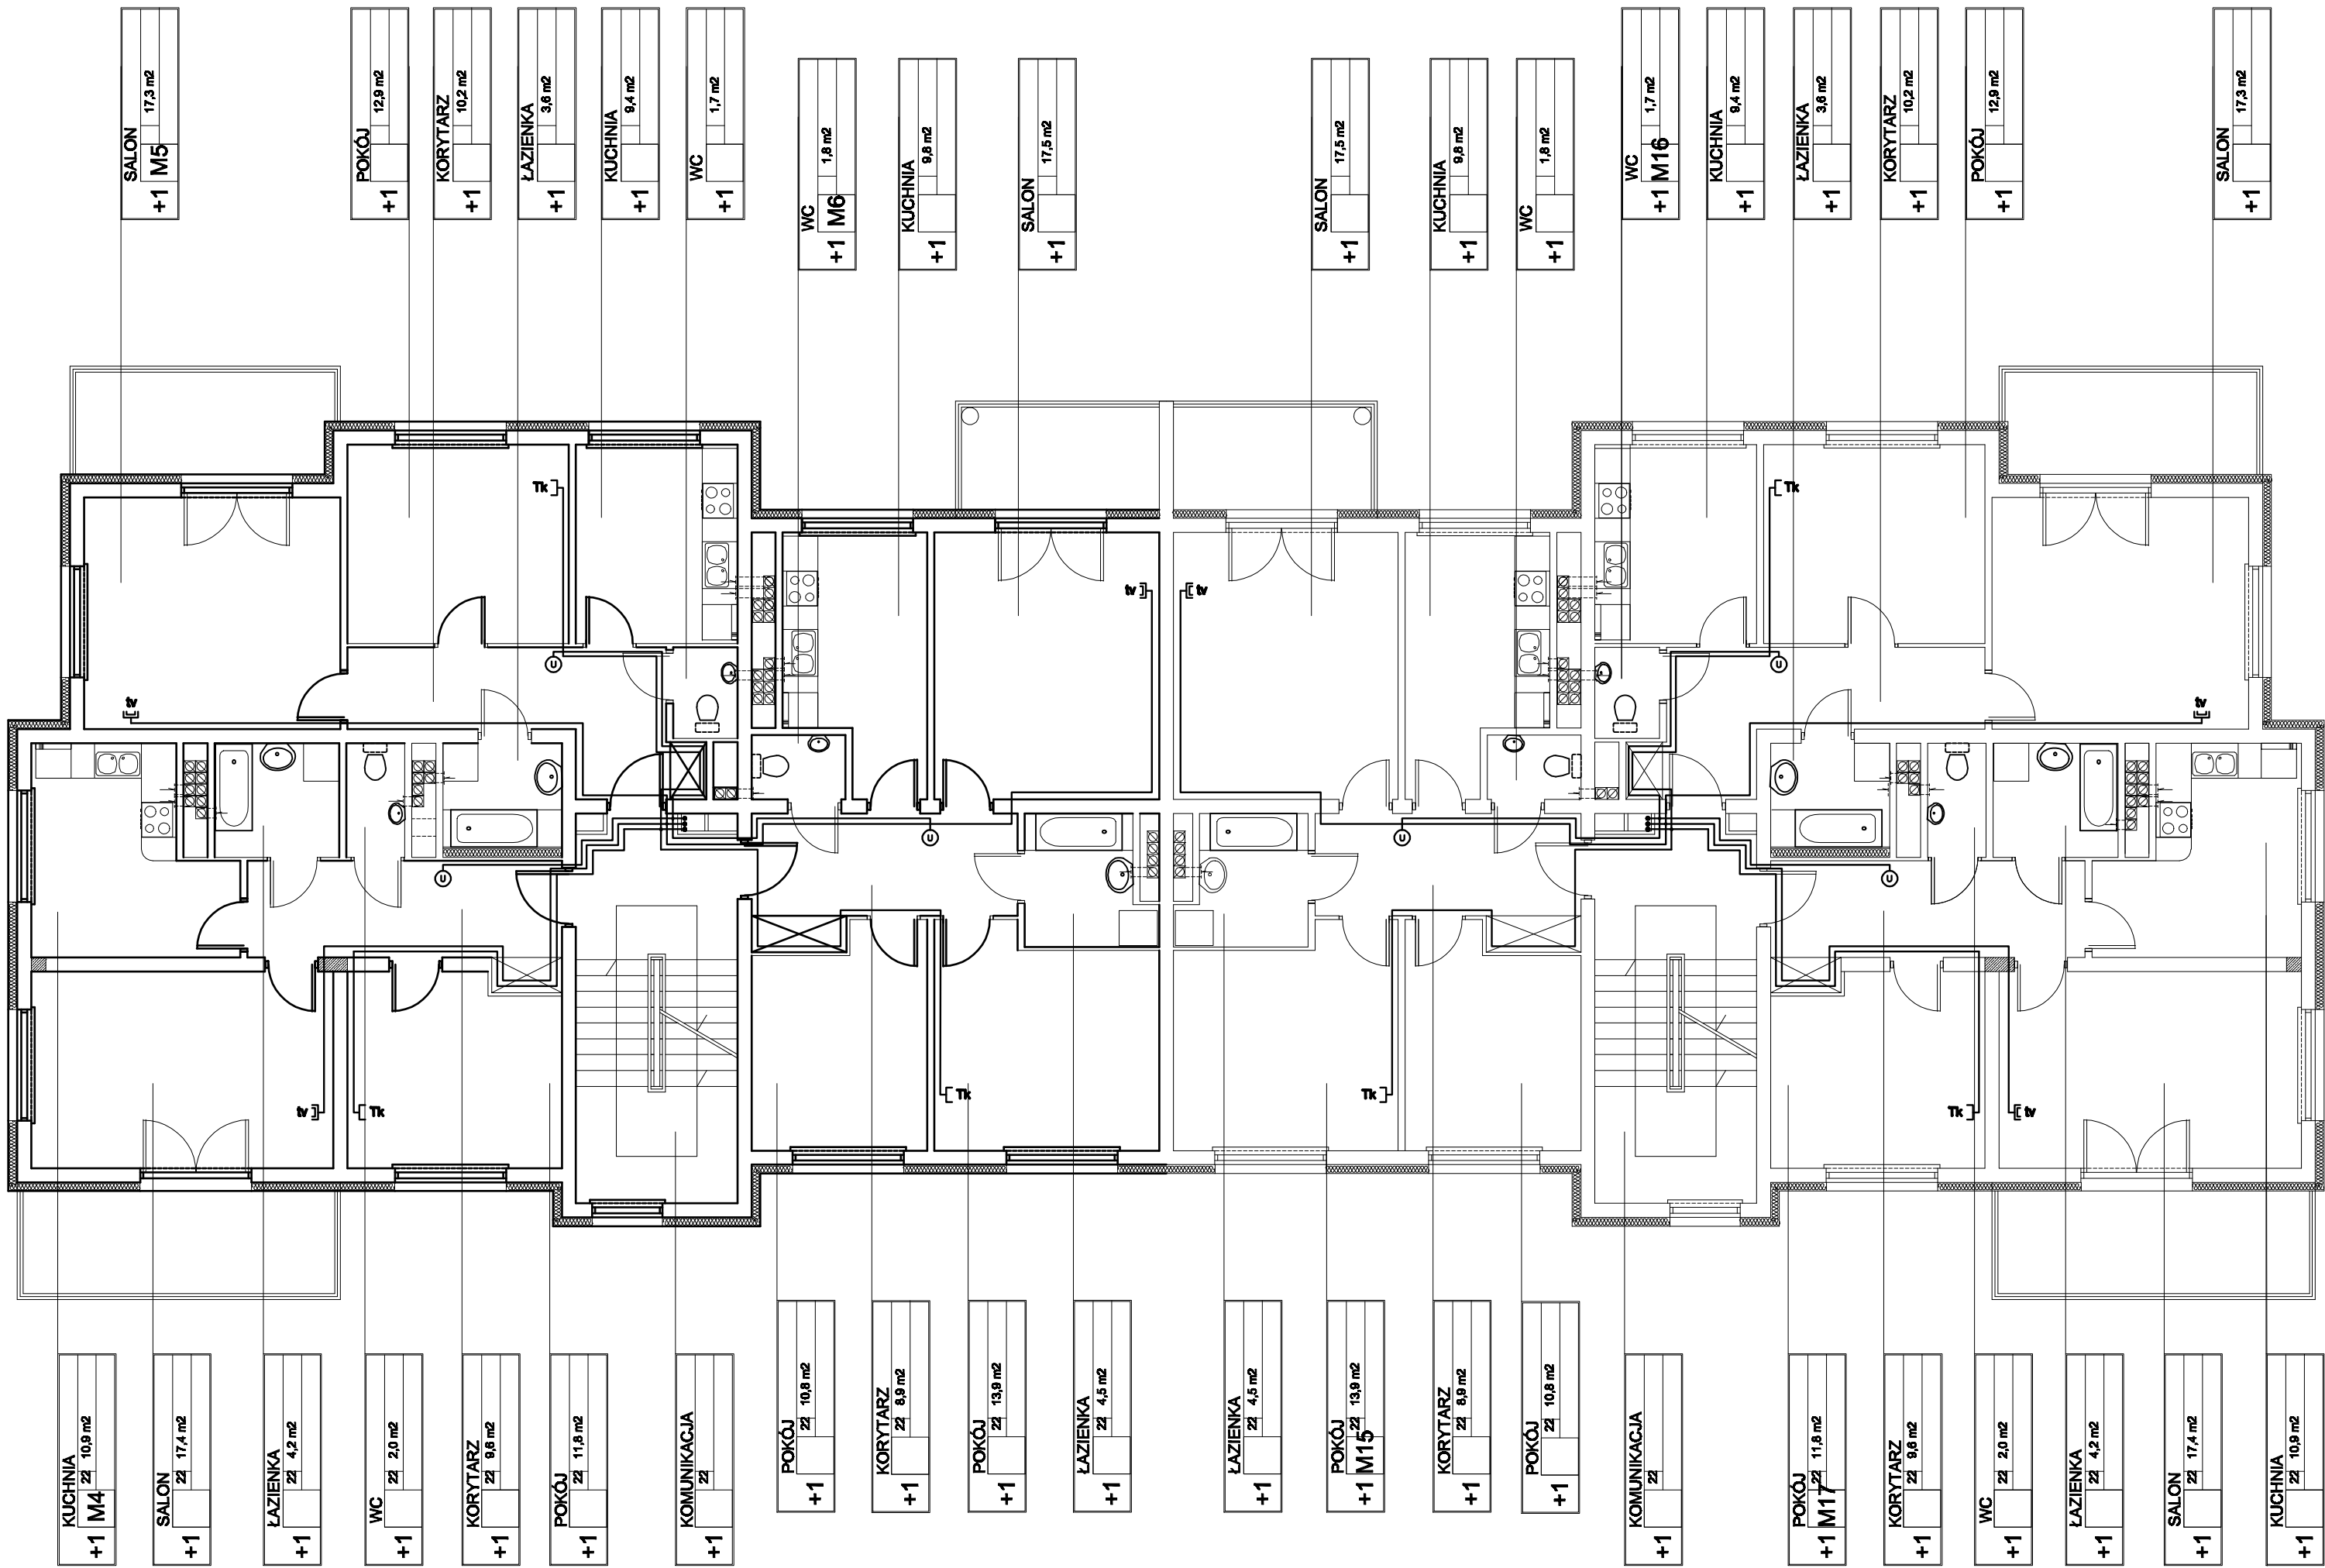 SALON
17,3 m2
+1 M5
POKÓJ
12,9 m2
+1
KORYTARZ
10,2 m2
+1
ŁAZIENKA
3,6 m2
+1
KUCHNIA
9,4 m2
+1
WC
1,7 m2
+1
WC
1,8 m2
+1 M6
KUCHNIA
9,8 m2
+1
SALON
17,5 m2
+1
SALON
17,5 m2
+1
KUCHNIA
9,8 m2
+1
WC
1,8 m2
+1
WC
1,7 m2
+1 M16
KUCHNIA
9,4 m2
+1
ŁAZIENKA
3,6 m2
+1
KORYTARZ
10,2 m2
+1
POKÓJ
12,9 m2
+1
SALON
17,3 m2
+1
Tk
Tk
tv
tv
U
U
tv
tv
U
U
U
U
tv
Tk
Tk
Tk
Tk
tv
KUCHNIA
22 10,9 m2
+1 M4
SALON
22 17,4 m2
+1
ŁAZIENKA
22 4,2 m2
+1
WC
22 2,0 m2
+1
KORYTARZ
22 9,6 m2
+1
POKÓJ
22 11,8 m2
+1
KOMUNIKACJA
22
+1
POKÓJ
22 10,8 m2
+1
KORYTARZ
22 8,9 m2
+1
POKÓJ
22 13,9 m2
+1
ŁAZIENKA
22 4,5 m2
+1
ŁAZIENKA
22 4,5 m2
+1
POKÓJ
22 13,9 m2
+1 M15
KORYTARZ
22 8,9 m2
+1
POKÓJ
22 10,8 m2
+1
KOMUNIKACJA
22
+1
POKÓJ
22 11,8 m2
+1 M17
KORYTARZ
22 9,6 m2
+1
WC
22 2,0 m2
+1
ŁAZIENKA
22 4,2 m2
+1
SALON
22 17,4 m2
+1
KUCHNIA
22 10,9 m2
+1